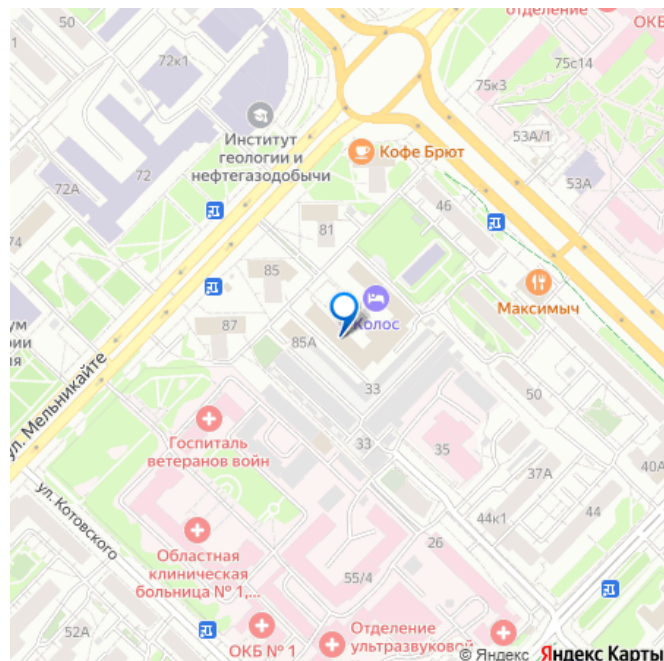 50
отделение
ОКБ
72к1
75к3
75с14
Институт
геологии и
нефтегазодобычи
Кофе Брют
53А/1
72А
72
53А
46
81
74
85
Колос
Максимыч
87
85А
ул. Мельникайте
33
50
Госпиталь
ветеранов войн
33
35
37А
40А
ул. Котовского
44к1
44
Областная
клиническая
больница № 1,...
26
55/4
52А
ОКБ № 1
Отделение
ультразвуковой
© Яндекс Яндекс Карты